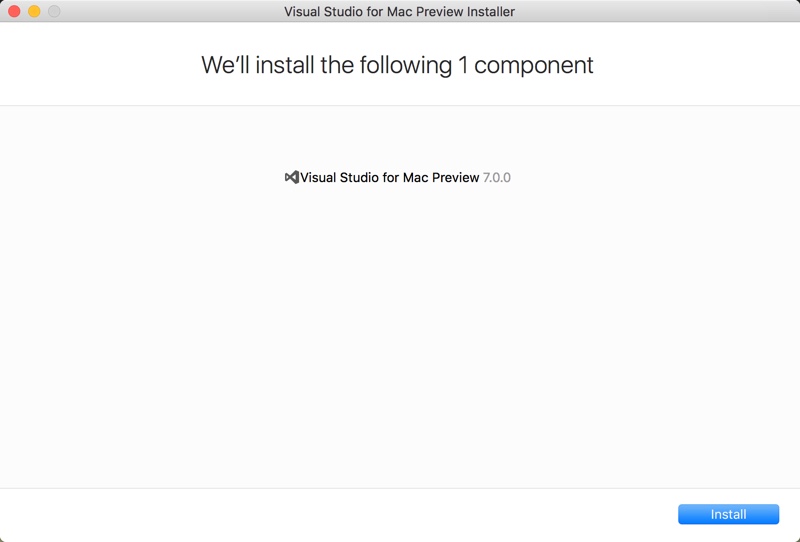 Visual Studio for Mac Preview Installer
We’ll install the following 1 component
Visual Studio for Mac Preview 7.0.0
Install